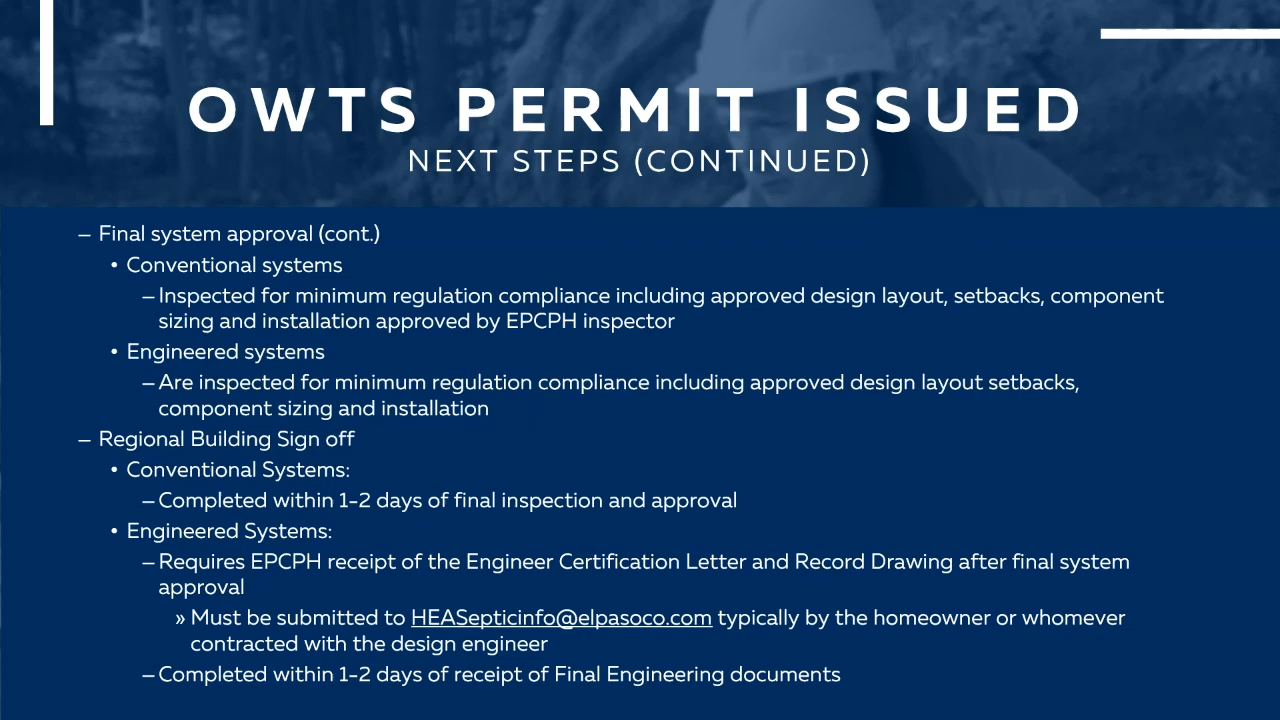 OWTS PERMIT ISSUED
NEXT STEPS (CONTINUED)
– Final system approval (cont.)
• Conventional systems
– Inspected for minimum regulation compliance including approved design layout, setbacks, component
sizing and installation approved by EPCPH inspector
• Engineered systems
– Are inspected for minimum regulation compliance including approved design layout setbacks,
component sizing and installation
– Regional Building Sign off
• Conventional Systems:
– Completed within 1-2 days of final inspection and approval
• Engineered Systems:
– Requires EPCPH receipt of the Engineer Certification Letter and Record Drawing after final system
approval
» Must be submitted to HEASepticinfo@elpasoco.com typically by the homeowner or whomever
contracted with the design engineer
– Completed within 1-2 days of receipt of Final Engineering documents